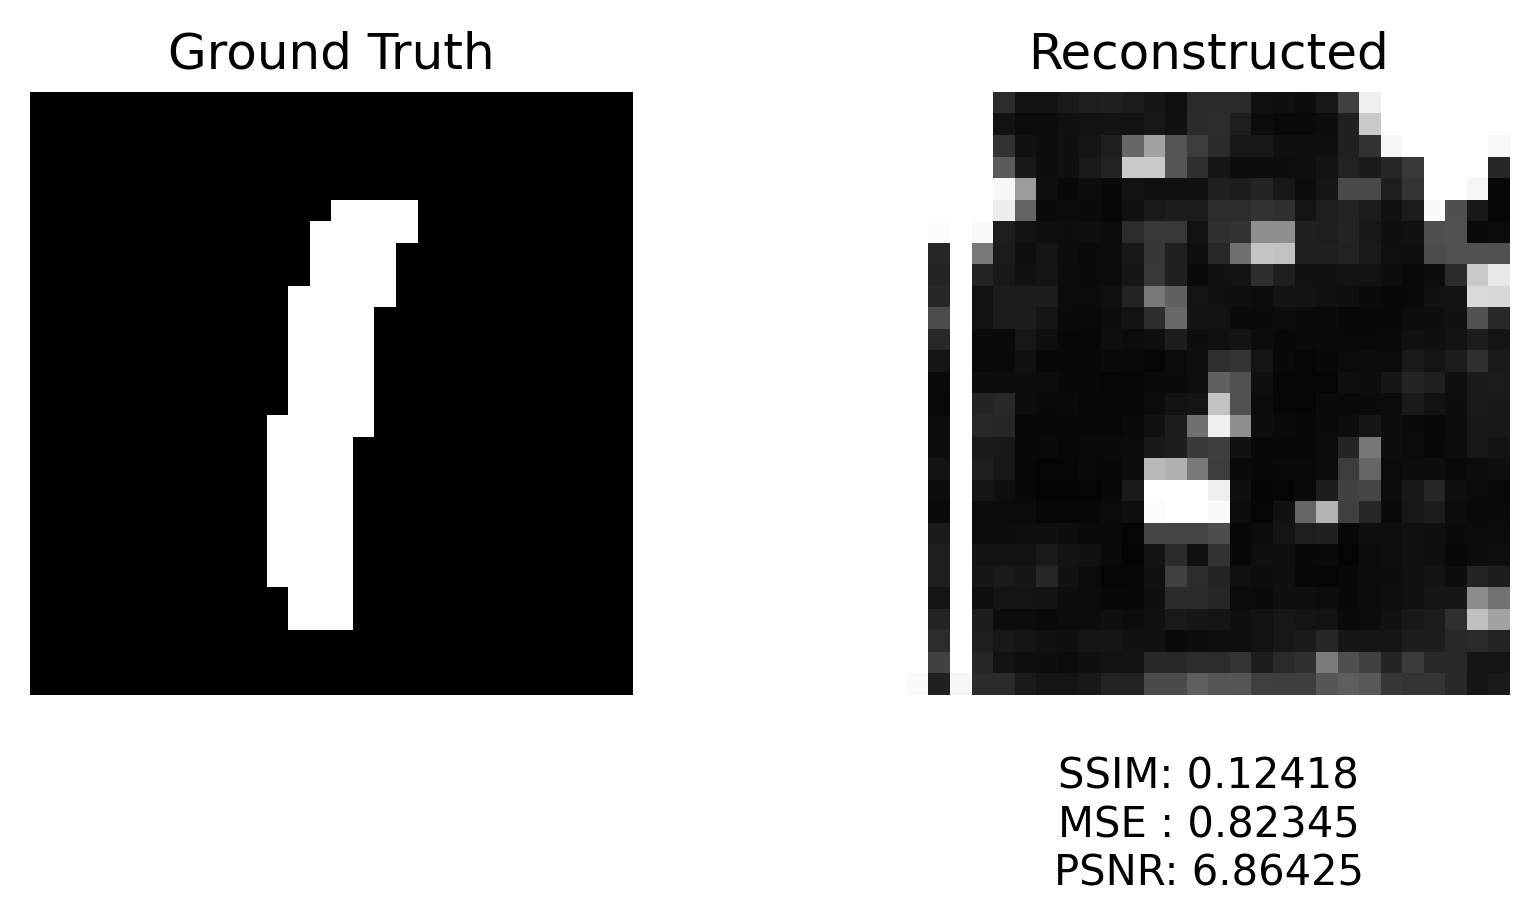 Ground Truth
Reconstructed
SSIM: 0.12418
MSE : 0.82345
PSNR: 6.86425